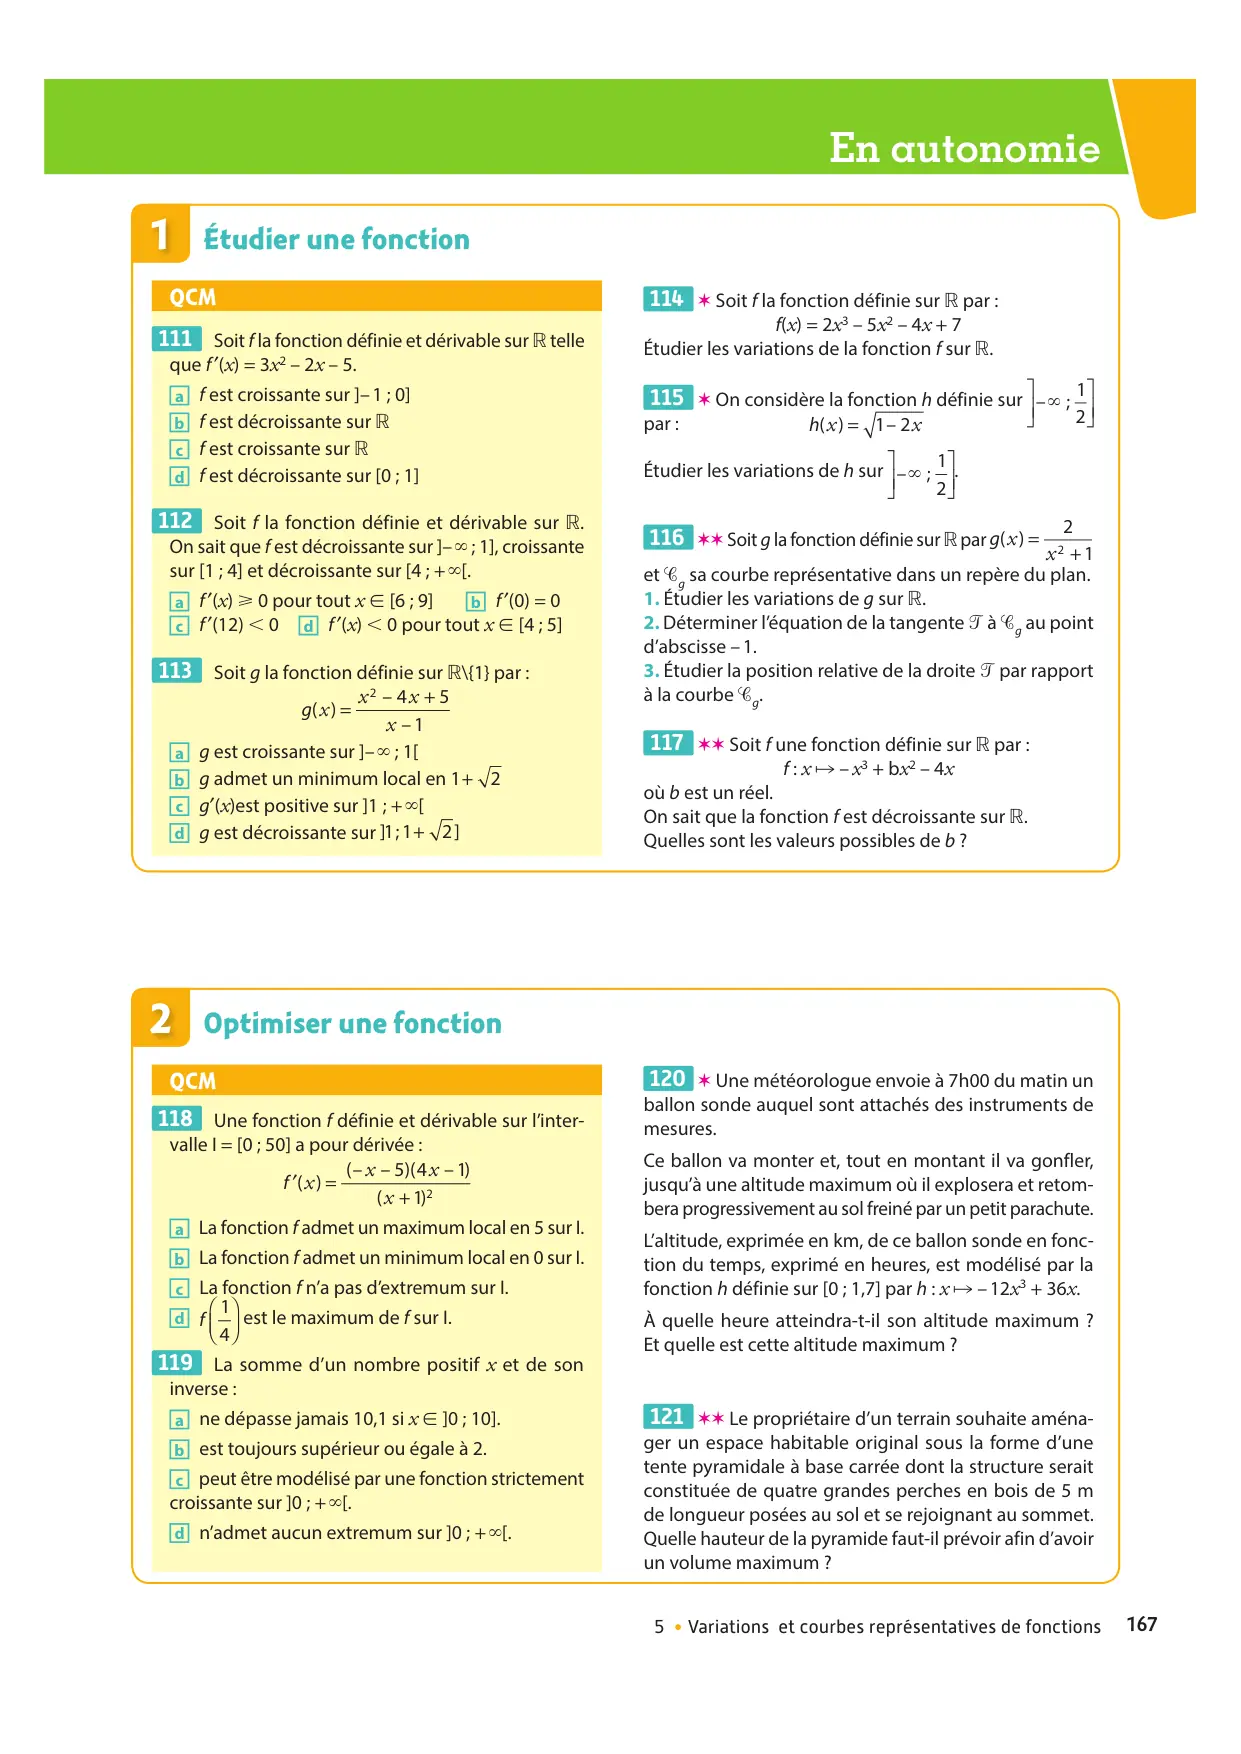 En autonomie
1 Étudier une fonction
QCM
111 Soit f la fonction définie et dérivable sur ℝ telle
que f ′(x) = 3x² – 2x – 5.
a f est croissante sur ]– 1 ; 0]
b f est décroissante sur ℝ
c f est croissante sur ℝ
d f est décroissante sur [0 ; 1]
112 Soit f la fonction définie et dérivable sur ℝ.
On sait que f est décroissante sur ]– ∞ ; 1], croissante
sur [1 ; 4] et décroissante sur [4 ; + ∞[.
a f ′(x) ⩾ 0 pour tout x ∈ [6 ; 9] b f ′(0) = 0
c f ′(12) < 0 d f ′(x) < 0 pour tout x ∈ [4 ; 5]
113 Soit g la fonction définie sur ℝ\{1} par :
g(x) = (x² – 4x + 5)/(x – 1)
a g est croissante sur ]– ∞ ; 1[
b g admet un minimum local en 1 + √2
c g′(x)est positive sur ]1 ; + ∞[
d g est décroissante sur ]1 ; 1 + √2]
114 ✶ Soit f la fonction définie sur ℝ par :
f(x) = 2x³ – 5x² – 4x + 7
Étudier les variations de la fonction f sur ℝ.
115 ✶ On considère la fonction h définie sur ]– ∞ ; 1/2]
par : h(x) = √(1 – 2x)
Étudier les variations de h sur ]– ∞ ; 1/2].
116 ✶✶ Soit g la fonction définie sur ℝ par g(x) = 2/(x² + 1)
et 𝒞g sa courbe représentative dans un repère du plan.
1. Étudier les variations de g sur ℝ.
2. Déterminer l’équation de la tangente 𝒯 à 𝒞g au point
d’abscisse – 1.
3. Étudier la position relative de la droite 𝒯 par rapport
à la courbe 𝒞g.
117 ✶✶ Soit f une fonction définie sur ℝ par :
f : x ↦ – x³ + bx² – 4x
où b est un réel.
On sait que la fonction f est décroissante sur ℝ.
Quelles sont les valeurs possibles de b ?
2 Optimiser une fonction
QCM
118 Une fonction f définie et dérivable sur l’inter-
valle I = [0 ; 50] a pour dérivée :
f ′(x) = (– x – 5)(4x – 1)/(x + 1)²
a La fonction f admet un maximum local en 5 sur I.
b La fonction f admet un minimum local en 0 sur I.
c La fonction f n’a pas d’extremum sur I.
d f(1/4) est le maximum de f sur I.
119 La somme d’un nombre positif x et de son
inverse :
a ne dépasse jamais 10,1 si x ∈ ]0 ; 10].
b est toujours supérieur ou égale à 2.
c peut être modélisé par une fonction strictement
croissante sur ]0 ; + ∞[.
d n’admet aucun extremum sur ]0 ; + ∞[.
120 ✶ Une météorologue envoie à 7h00 du matin un
ballon sonde auquel sont attachés des instruments de
mesures.
Ce ballon va monter et, tout en montant il va gonfler,
jusqu’à une altitude maximum où il explosera et retom-
bera progressivement au sol freiné par un petit parachute.
L’altitude, exprimée en km, de ce ballon sonde en fonc-
tion du temps, exprimé en heures, est modélisé par la
fonction h définie sur [0 ; 1,7] par h : x ↦ – 12x³ + 36x.
À quelle heure atteindra-t-il son altitude maximum ?
Et quelle est cette altitude maximum ?
121 ✶✶ Le propriétaire d’un terrain souhaite aména-
ger un espace habitable original sous la forme d’une
tente pyramidale à base carrée dont la structure serait
constituée de quatre grandes perches en bois de 5 m
de longueur posées au sol et se rejoignant au sommet.
Quelle hauteur de la pyramide faut-il prévoir afin d’avoir
un volume maximum ?
5 • Variations et courbes représentatives de fonctions 167